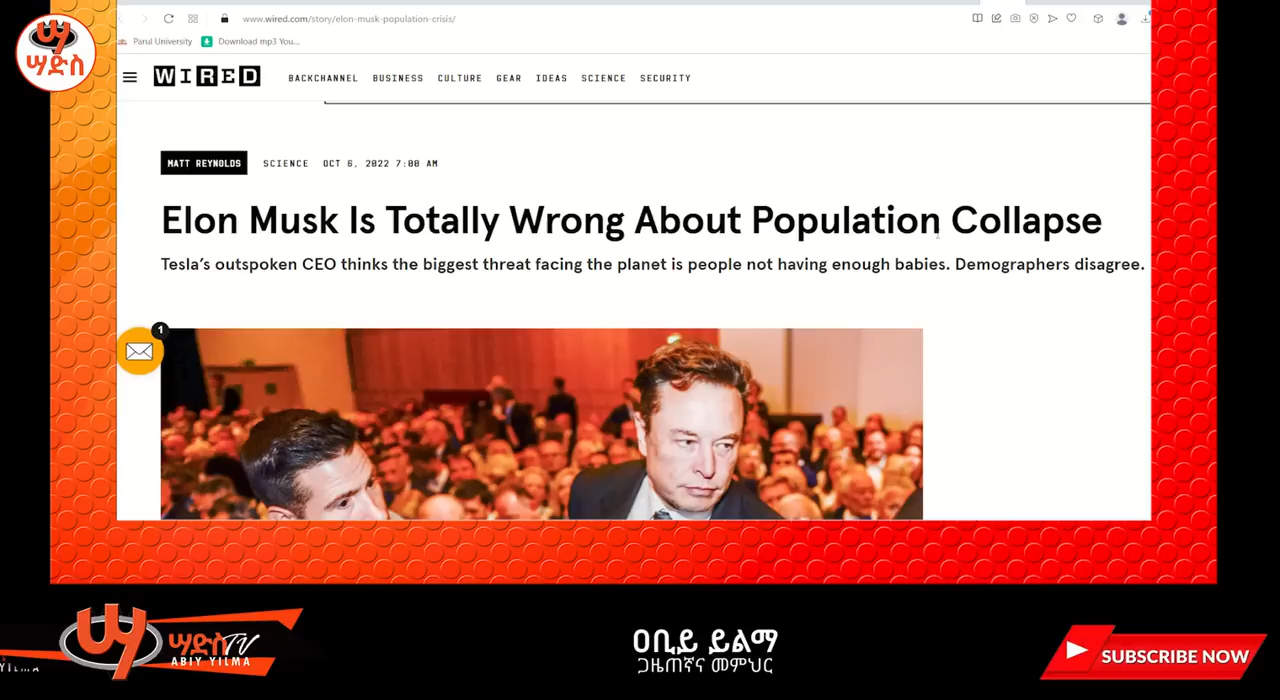 ሣድስ
www.wired.com/story/elon-musk-population-crisis/
Parul University
Download mp3 You...
WIRED
BACKCHANNEL BUSINESS CULTURE GEAR IDEAS SCIENCE SECURITY
MATT REYNOLDS SCIENCE OCT 6, 2022 7:00 AM
Elon Musk Is Totally Wrong About Population Collapse
Tesla’s outspoken CEO thinks the biggest threat facing the planet is people not having enough babies. Demographers disagree.
1
ሣድስ TV
ABIY YILMA
ዐቢይ ይልማ
ጋዜጠኛና መምህር
SUBSCRIBE NOW